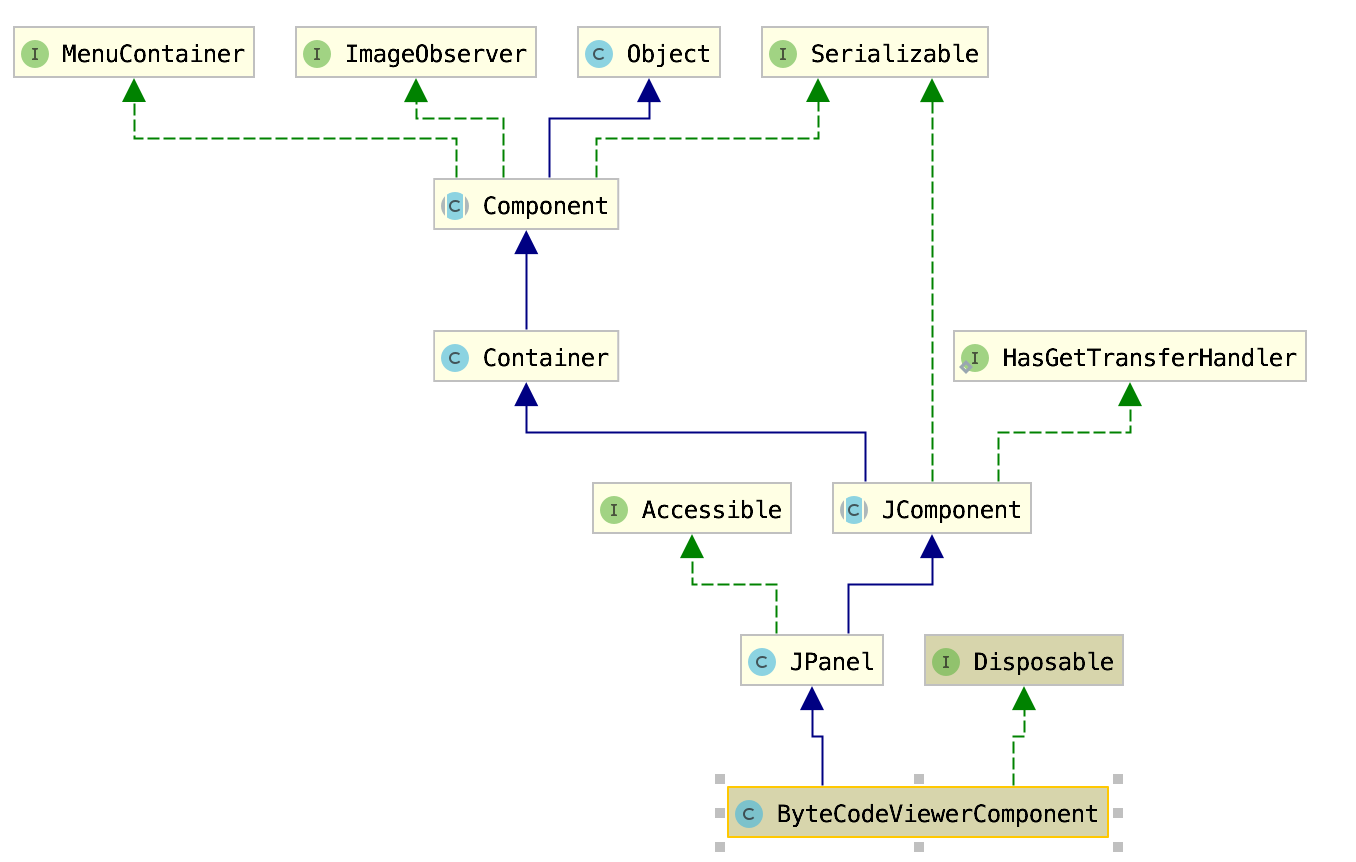 I MenuContainer
I ImageObserver
C Object
I Serializable
C Component
C Container
I HasGetTransferHandler
I Accessible
C JComponent
C JPanel
I Disposable
C ByteCodeViewerComponent